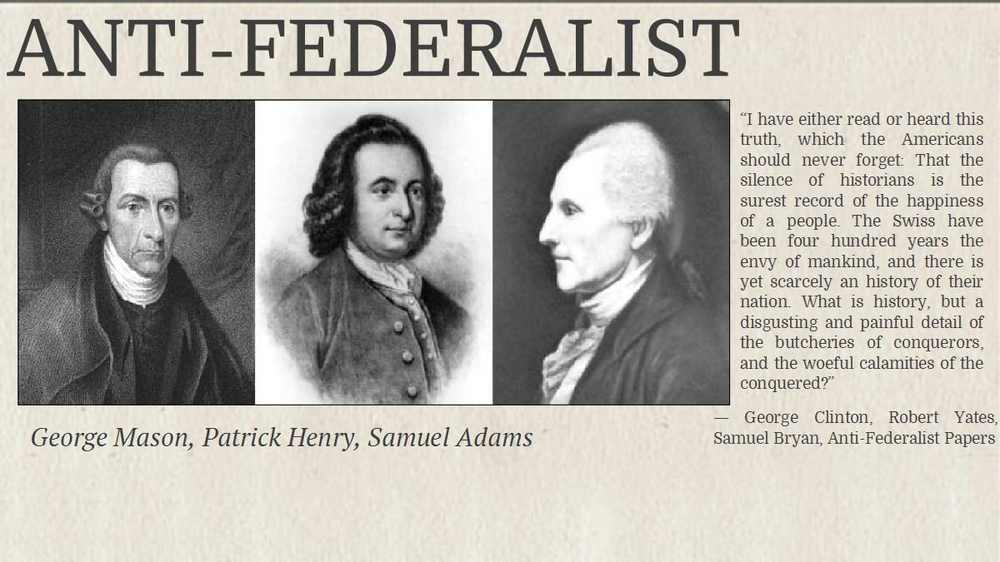 ANTI-FEDERALIST
“I have either read or heard this
truth, which the Americans
should never forget: That the
silence of historians is the
surest record of the happiness
of a people. The Swiss have
been four hundred years the
envy of mankind, and there is
yet scarcely an history of their
nation. What is history, but a
disgusting and painful detail of
the butcheries of conquerors,
and the woeful calamities of the
conquered?”
— George Clinton, Robert Yates,
Samuel Bryan, Anti-Federalist Papers
George Mason, Patrick Henry, Samuel Adams